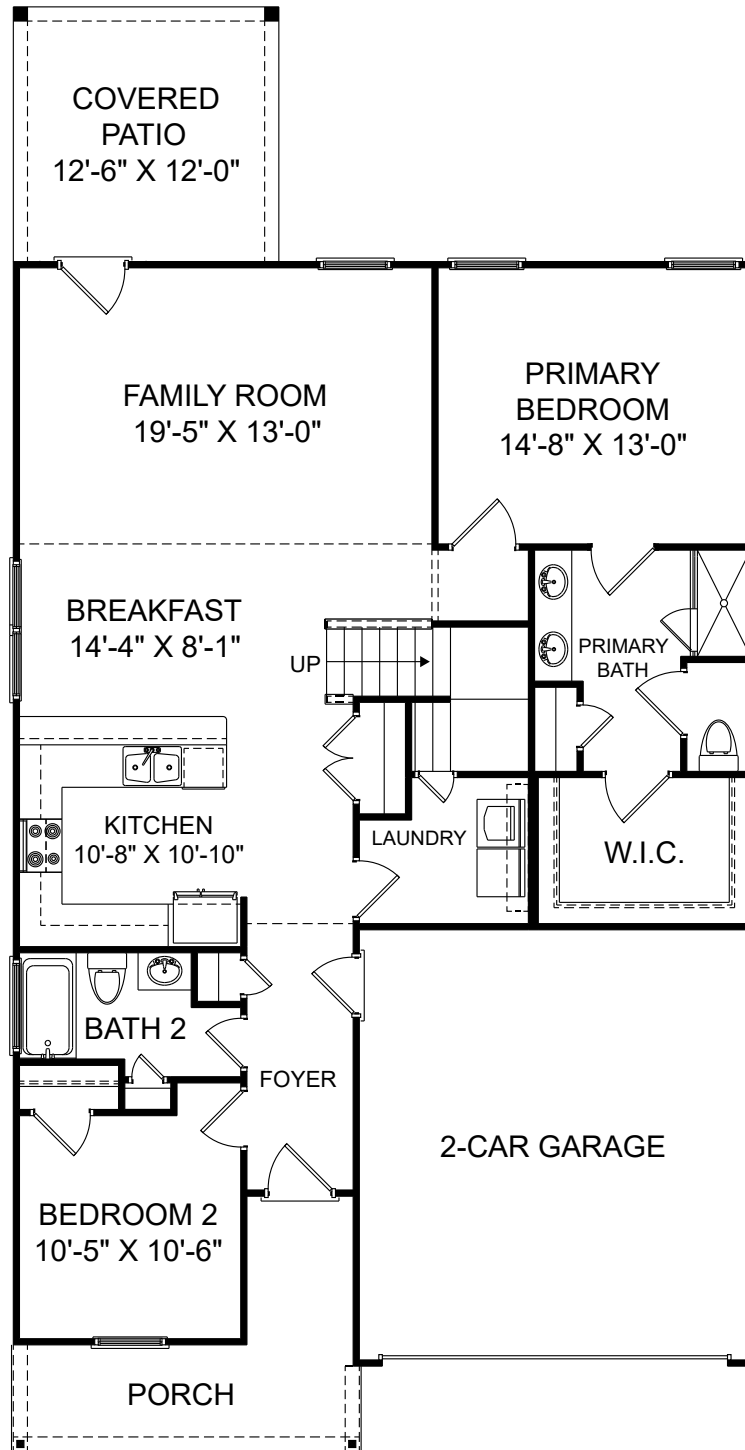 COVERED
PATIO
12'-6" X 12'-0"
FAMILY ROOM
19'-5" X 13'-0"
PRIMARY
BEDROOM
14'-8" X 13'-0"
BREAKFAST
14'-4" X 8'-1"
UP
PRIMARY
BATH
KITCHEN
10'-8" X 10'-10"
LAUNDRY
W.I.C.
BATH 2
FOYER
2-CAR GARAGE
BEDROOM 2
10'-5" X 10'-6"
PORCH